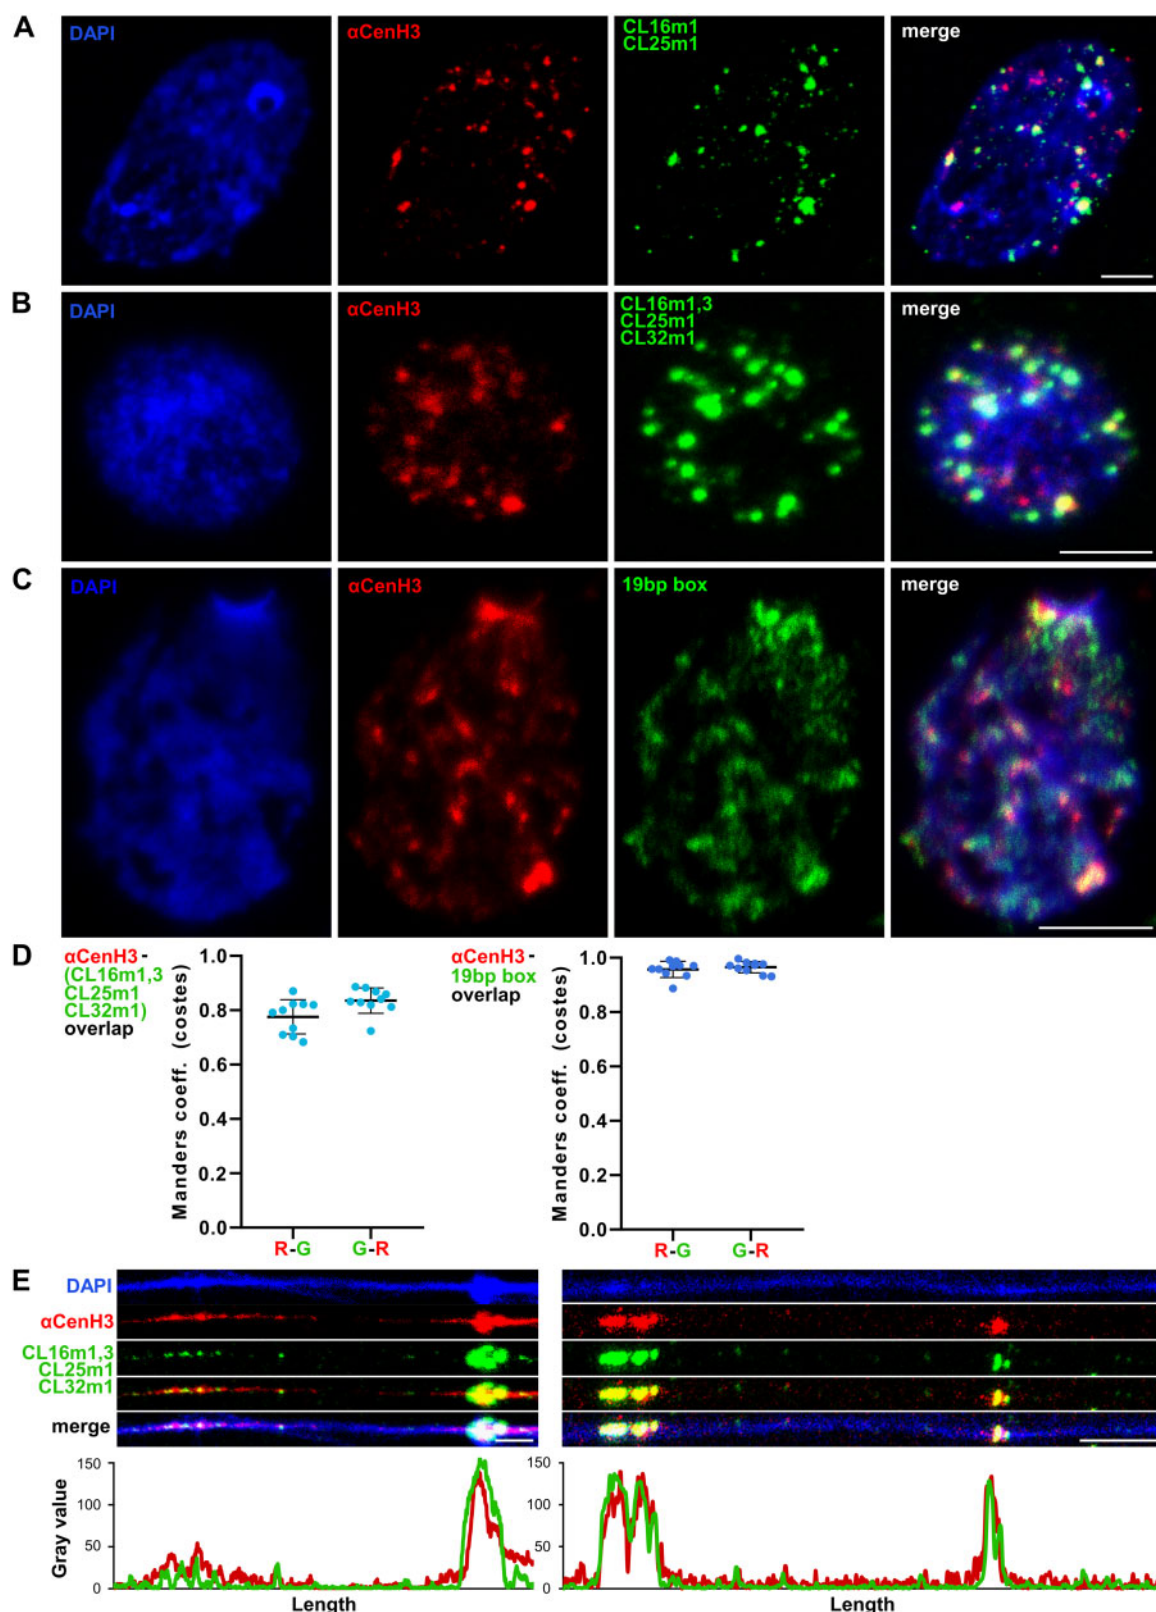 A
DAPI
αCenH3
CL16m1
CL25m1
merge
B
DAPI
αCenH3
CL16m1,3
CL25m1
CL32m1
merge
C
DAPI
αCenH3
19bp box
merge
D
αCenH3 -
(CL16m1,3
CL25m1
CL32m1)
overlap
Manders coeff. (costes)
1.0
0.8
0.6
0.4
0.2
0.0
R-G
G-R
αCenH3 -
19bp box
overlap
Manders coeff. (costes)
1.0
0.8
0.6
0.4
0.2
0.0
R-G
G-R
E
DAPI
αCenH3
CL16m1,3
CL25m1
CL32m1
merge
Gray value
150
100
50
0
Length
150
100
50
0
Length